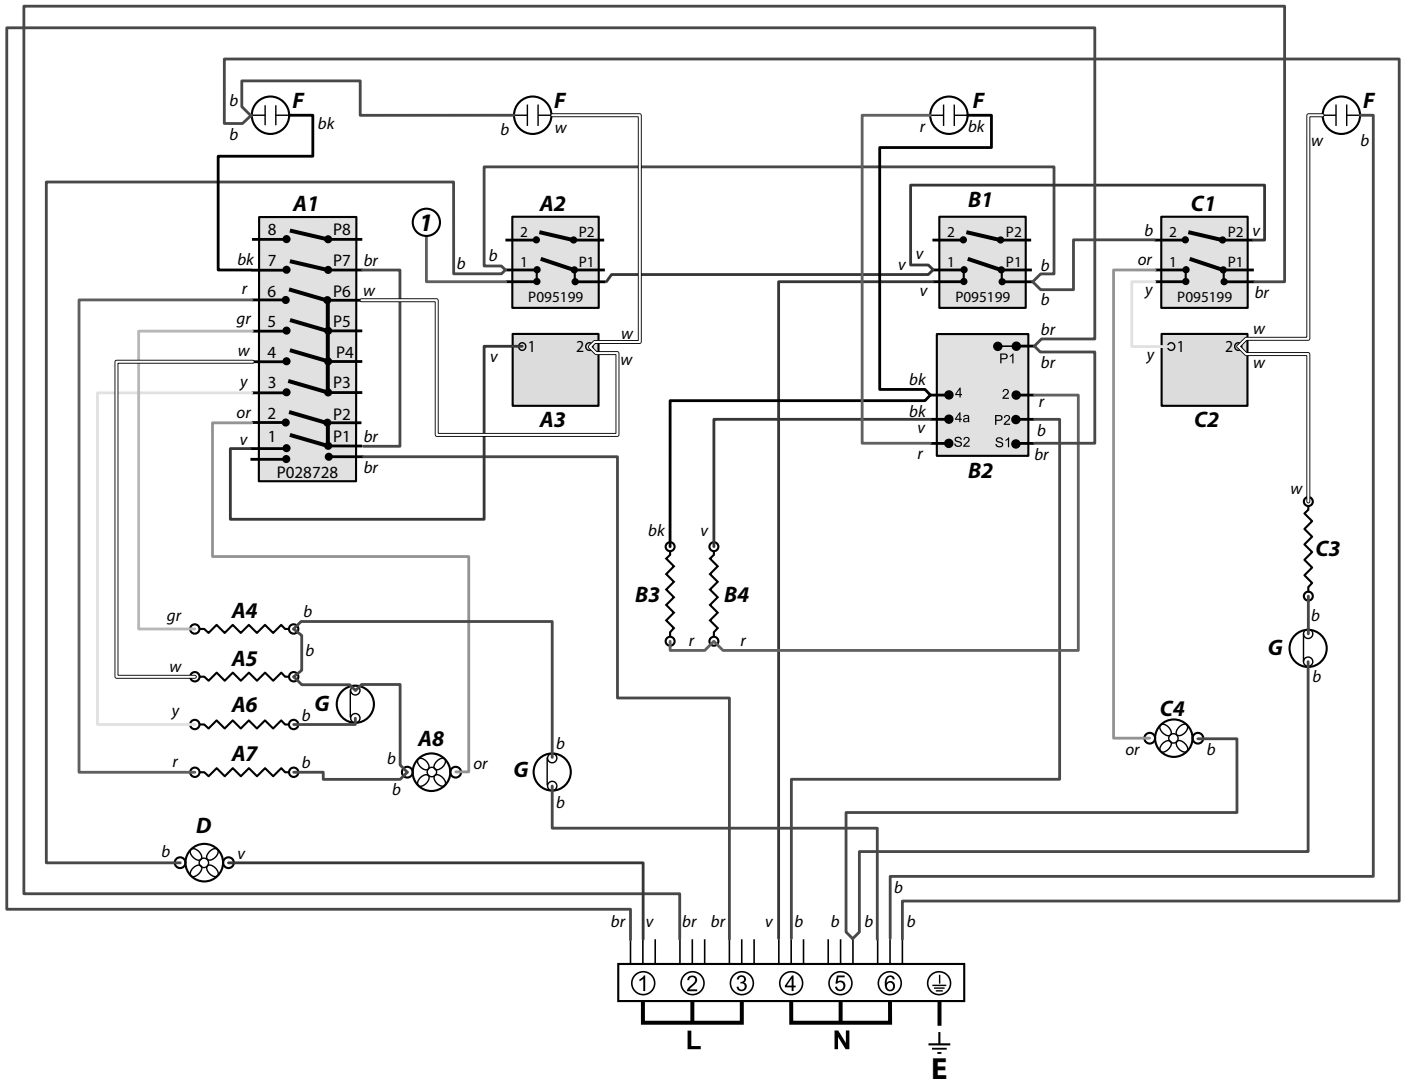 F F F F
b b bk b w r bk w b
A1 A2 B1 C1
1
8 P8
bk 7 P7 br
r 6 P6 w
gr 5 P5
w 4 P4
y 3 P3
or 2 P2
v 1 P1 br
br
P028728
2 P2
b b 1 P1
P095199
2 P2
v 1 P1 b
v b
P095199
b 2 P2 v
or 1 P1
y br
P095199
v 1 2 w
w
A3
P1 br
br
bk 4 2 r
bk 4a P2 b
v
r S2 S1 br
B2
y 1 2 w
w
C2
bk v
B3 B4
r r
w
C3
b
G
b
gr A4 b
b
w A5
y A6 b G
r A7 b
b A8 or
b
b
G
b
C4
or b
D
b v
b
br v br br v b b b b
1 2 3 4 5 6
L N
E